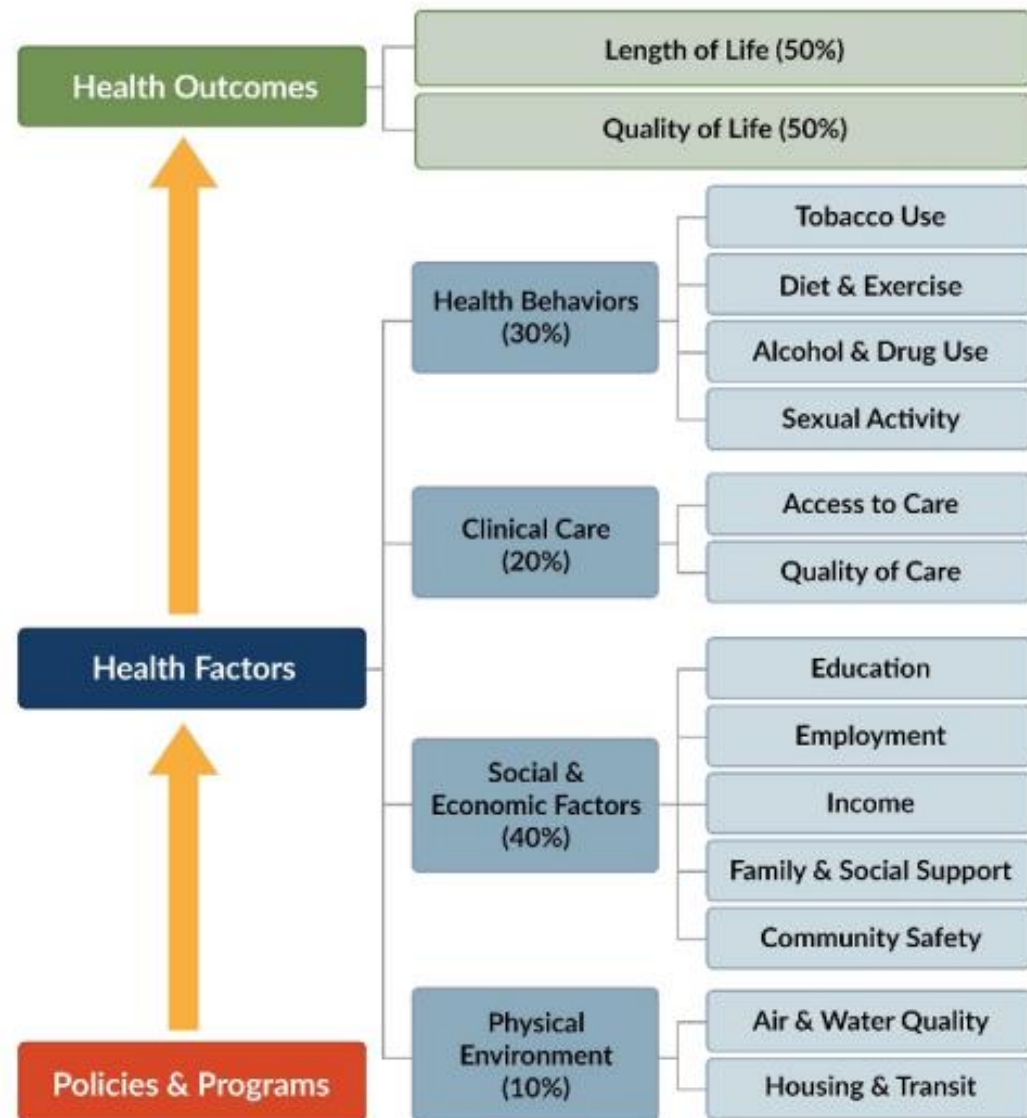 Health Outcomes
Length of Life (50%)
Quality of Life (50%)
Health Factors
Health Behaviors
(30%)
Tobacco Use
Diet & Exercise
Alcohol & Drug Use
Sexual Activity
Clinical Care
(20%)
Access to Care
Quality of Care
Social &
Economic Factors
(40%)
Education
Employment
Income
Family & Social Support
Community Safety
Physical
Environment
(10%)
Air & Water Quality
Housing & Transit
Policies & Programs